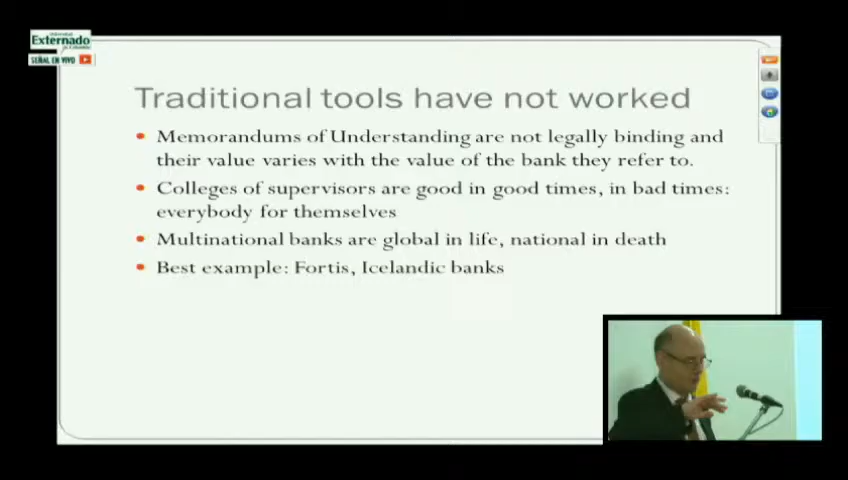 Externado
SEÑAL EN VIVO
Traditional tools have not worked
Memorandums of Understanding are not legally binding and
their value varies with the value of the bank they refer to.
Colleges of supervisors are good in good times, in bad times:
everybody for themselves
Multinational banks are global in life, national in death
Best example: Fortis, Icelandic banks